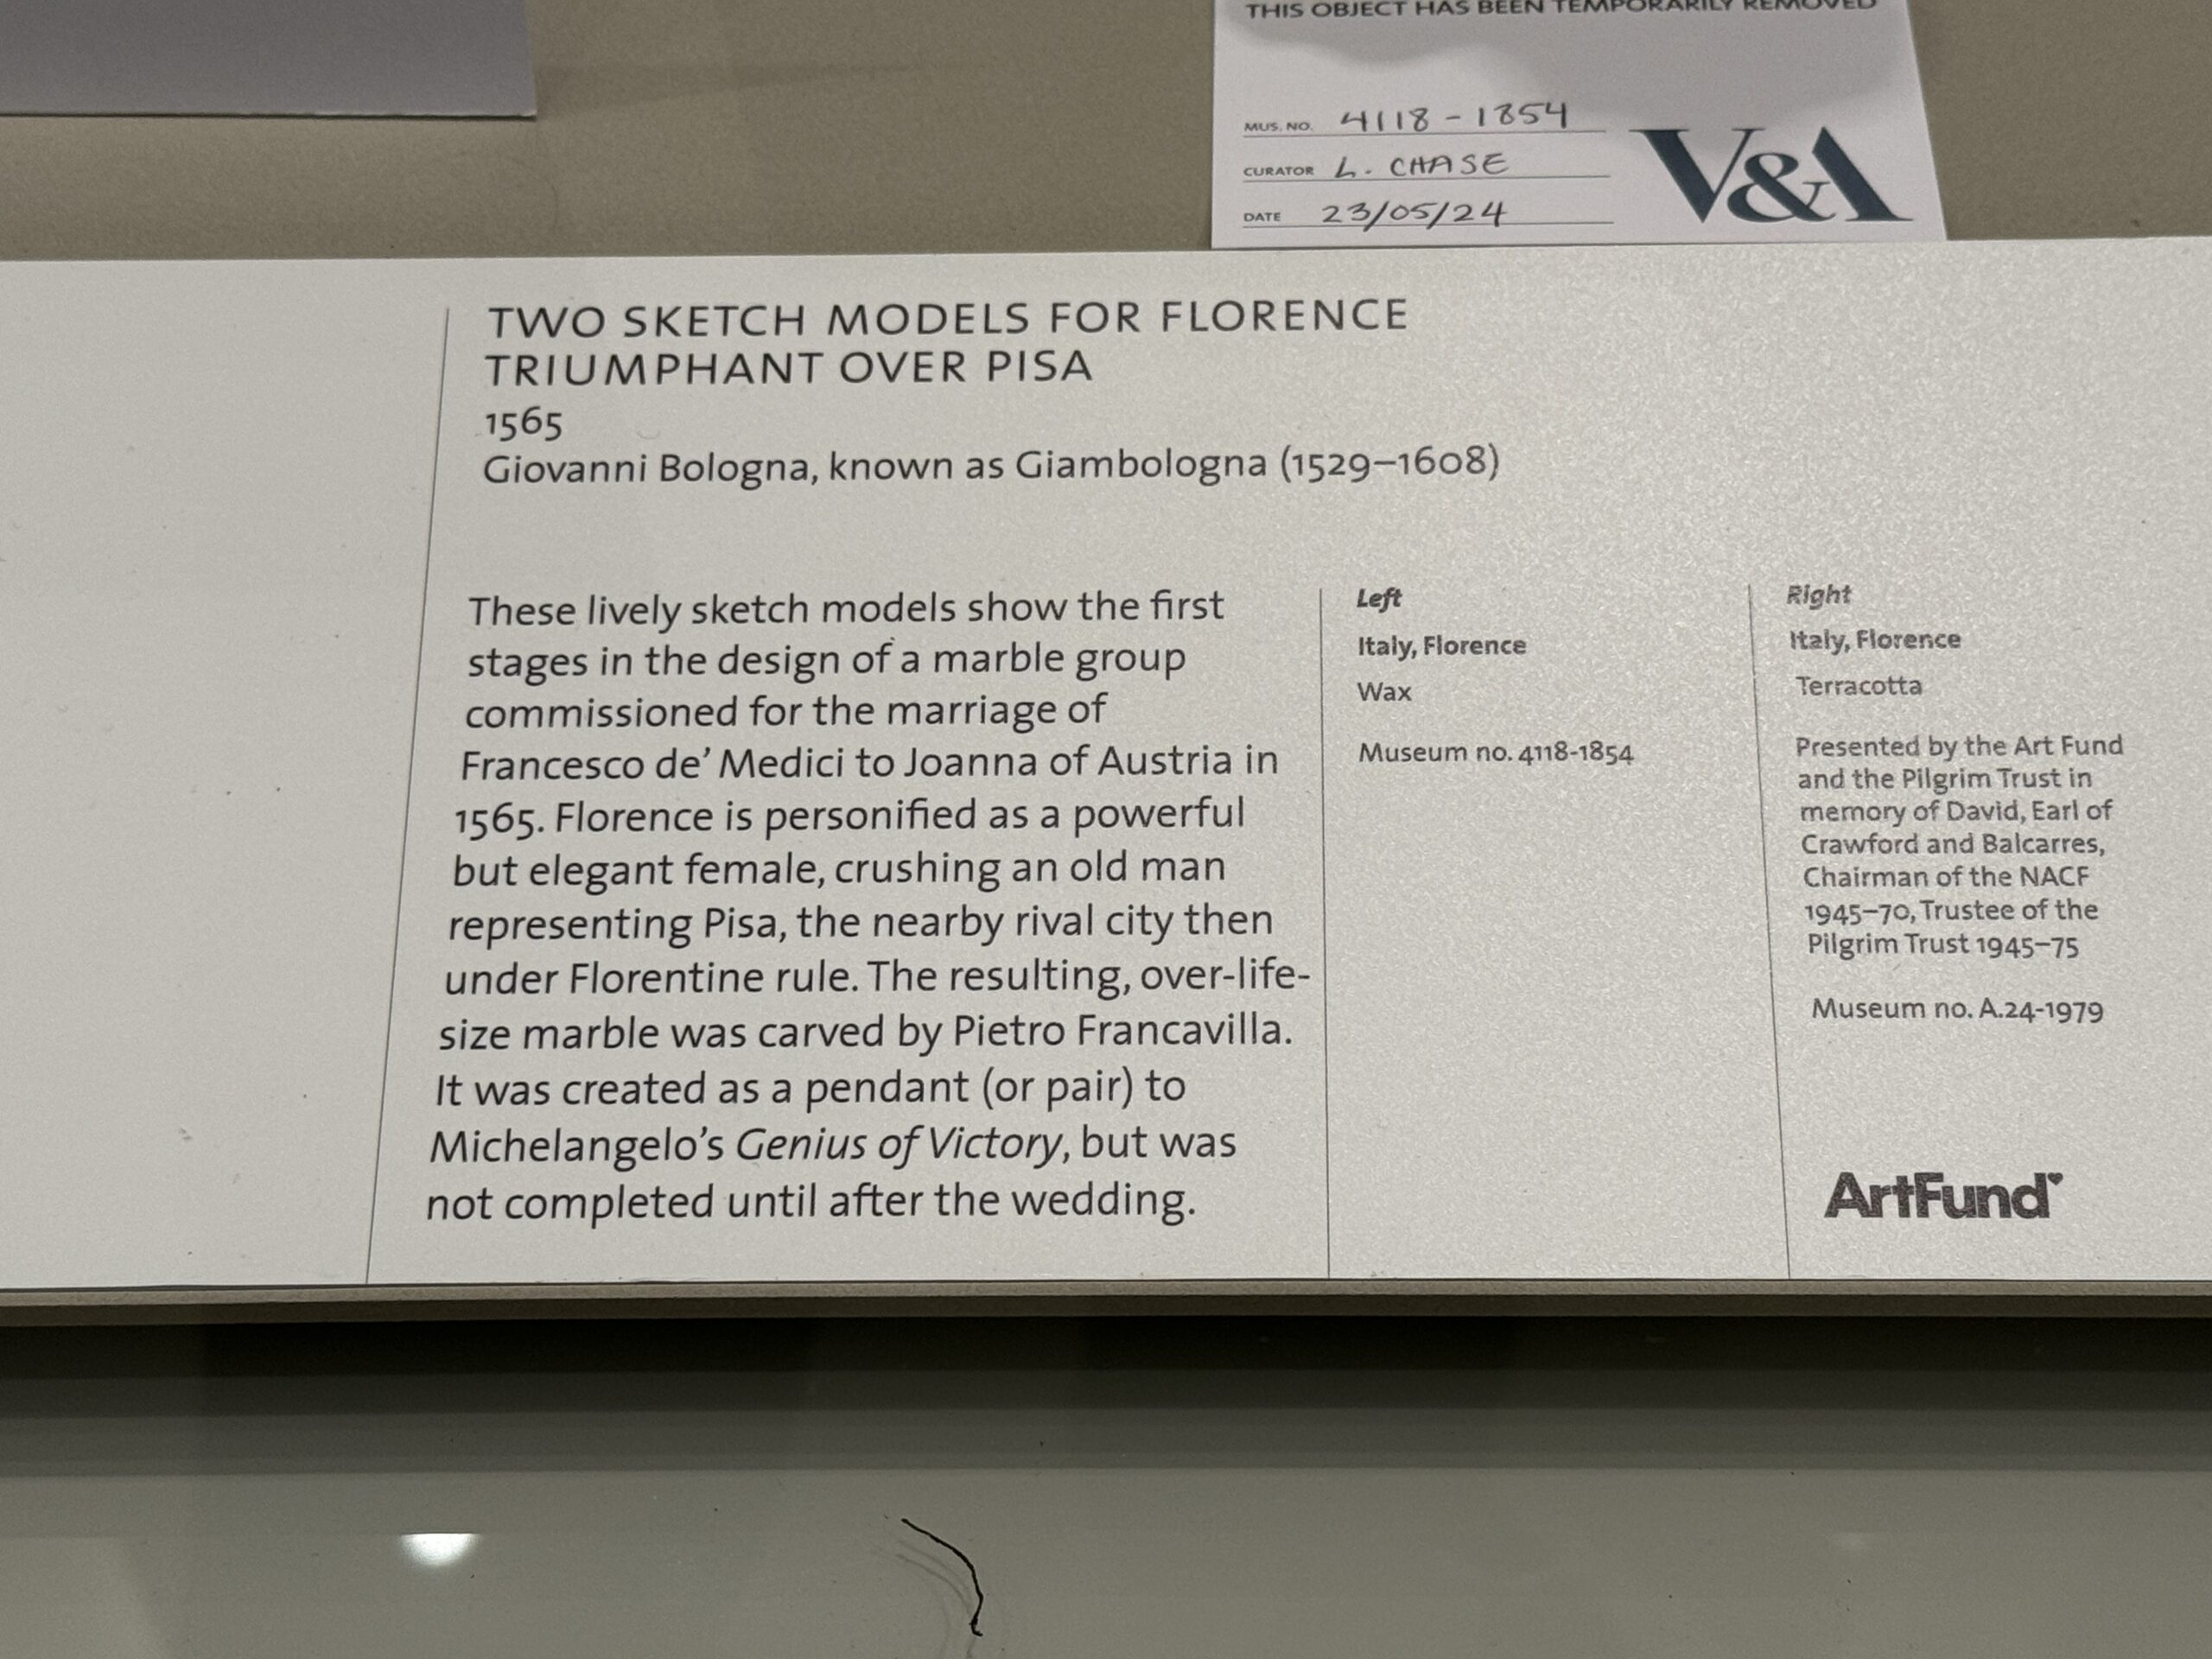 THIS OBJECT HAS BEEN TEMPORARILY REMOVED
MUS. NO. 4118 - 1854
CURATOR L. CHASE
DATE 23/05/24
V&A
TWO SKETCH MODELS FOR FLORENCE
TRIUMPHANT OVER PISA
1565
Giovanni Bologna, known as Giambologna (1529–1608)
These lively sketch models show the first
stages in the design of a marble group
commissioned for the marriage of
Francesco de’ Medici to Joanna of Austria in
1565. Florence is personified as a powerful
but elegant female, crushing an old man
representing Pisa, the nearby rival city then
under Florentine rule. The resulting, over-life-
size marble was carved by Pietro Francavilla.
It was created as a pendant (or pair) to
Michelangelo’s Genius of Victory, but was
not completed until after the wedding.
Left
Italy, Florence
Wax
Museum no. 4118-1854
Right
Italy, Florence
Terracotta
Presented by the Art Fund
and the Pilgrim Trust in
memory of David, Earl of
Crawford and Balcarres,
Chairman of the NACF
1945–70, Trustee of the
Pilgrim Trust 1945–75
Museum no. A.24-1979
ArtFund